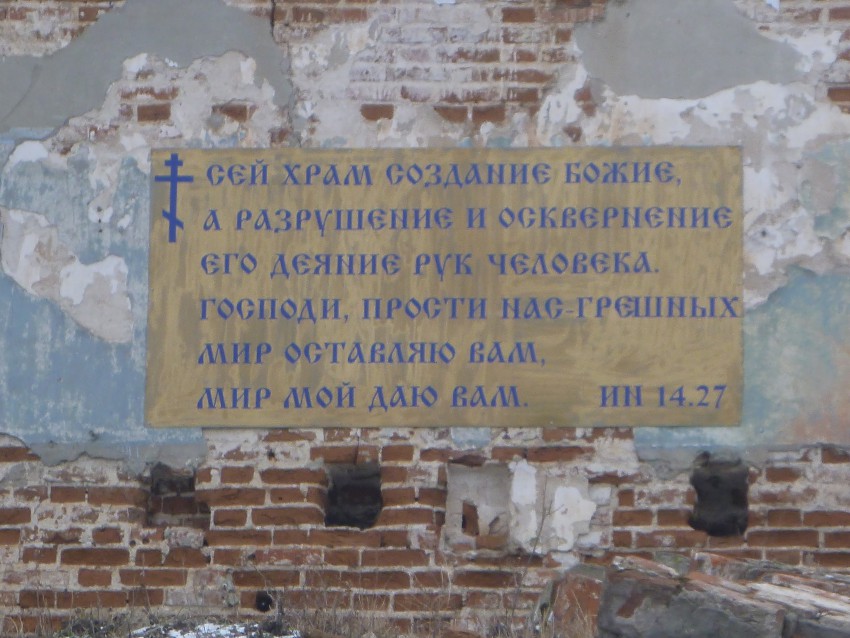 СЕЙ ХРАМ СОЗДАНИЕ БОЖИЕ,
А РАЗРУШЕНИЕ И ОСКВЕРНЕНИЕ
ЕГО ДЕЯНИЕ РУК ЧЕЛОВЕКА.
ГОСПОДИ, ПРОСТИ НАС-ГРЕШНЫХ
МИР ОСТАВЛЯЮ ВАМ,
МИР МОЙ ДАЮ ВАМ. ИН 14.27